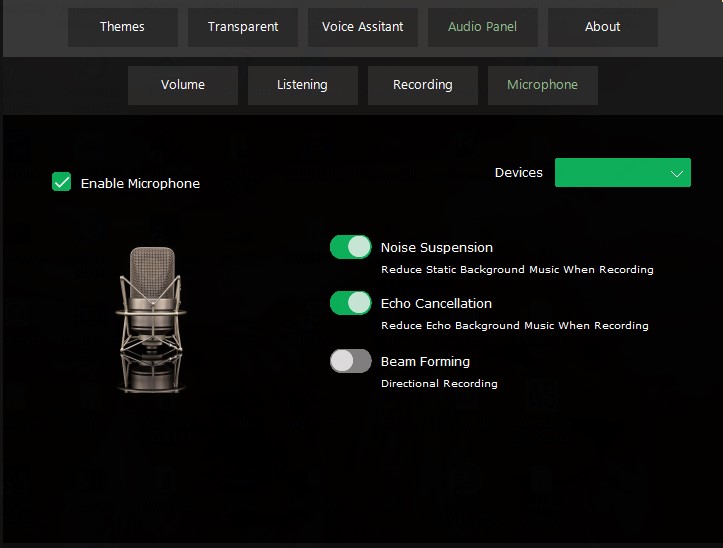 Themes Transparent Voice Assitant Audio Panel About
Volume Listening Recording Microphone
Enable Microphone
Devices
Noise Suspension
Reduce Static Background Music When Recording
Echo Cancellation
Reduce Echo Background Music When Recording
Beam Forming
Directional Recording